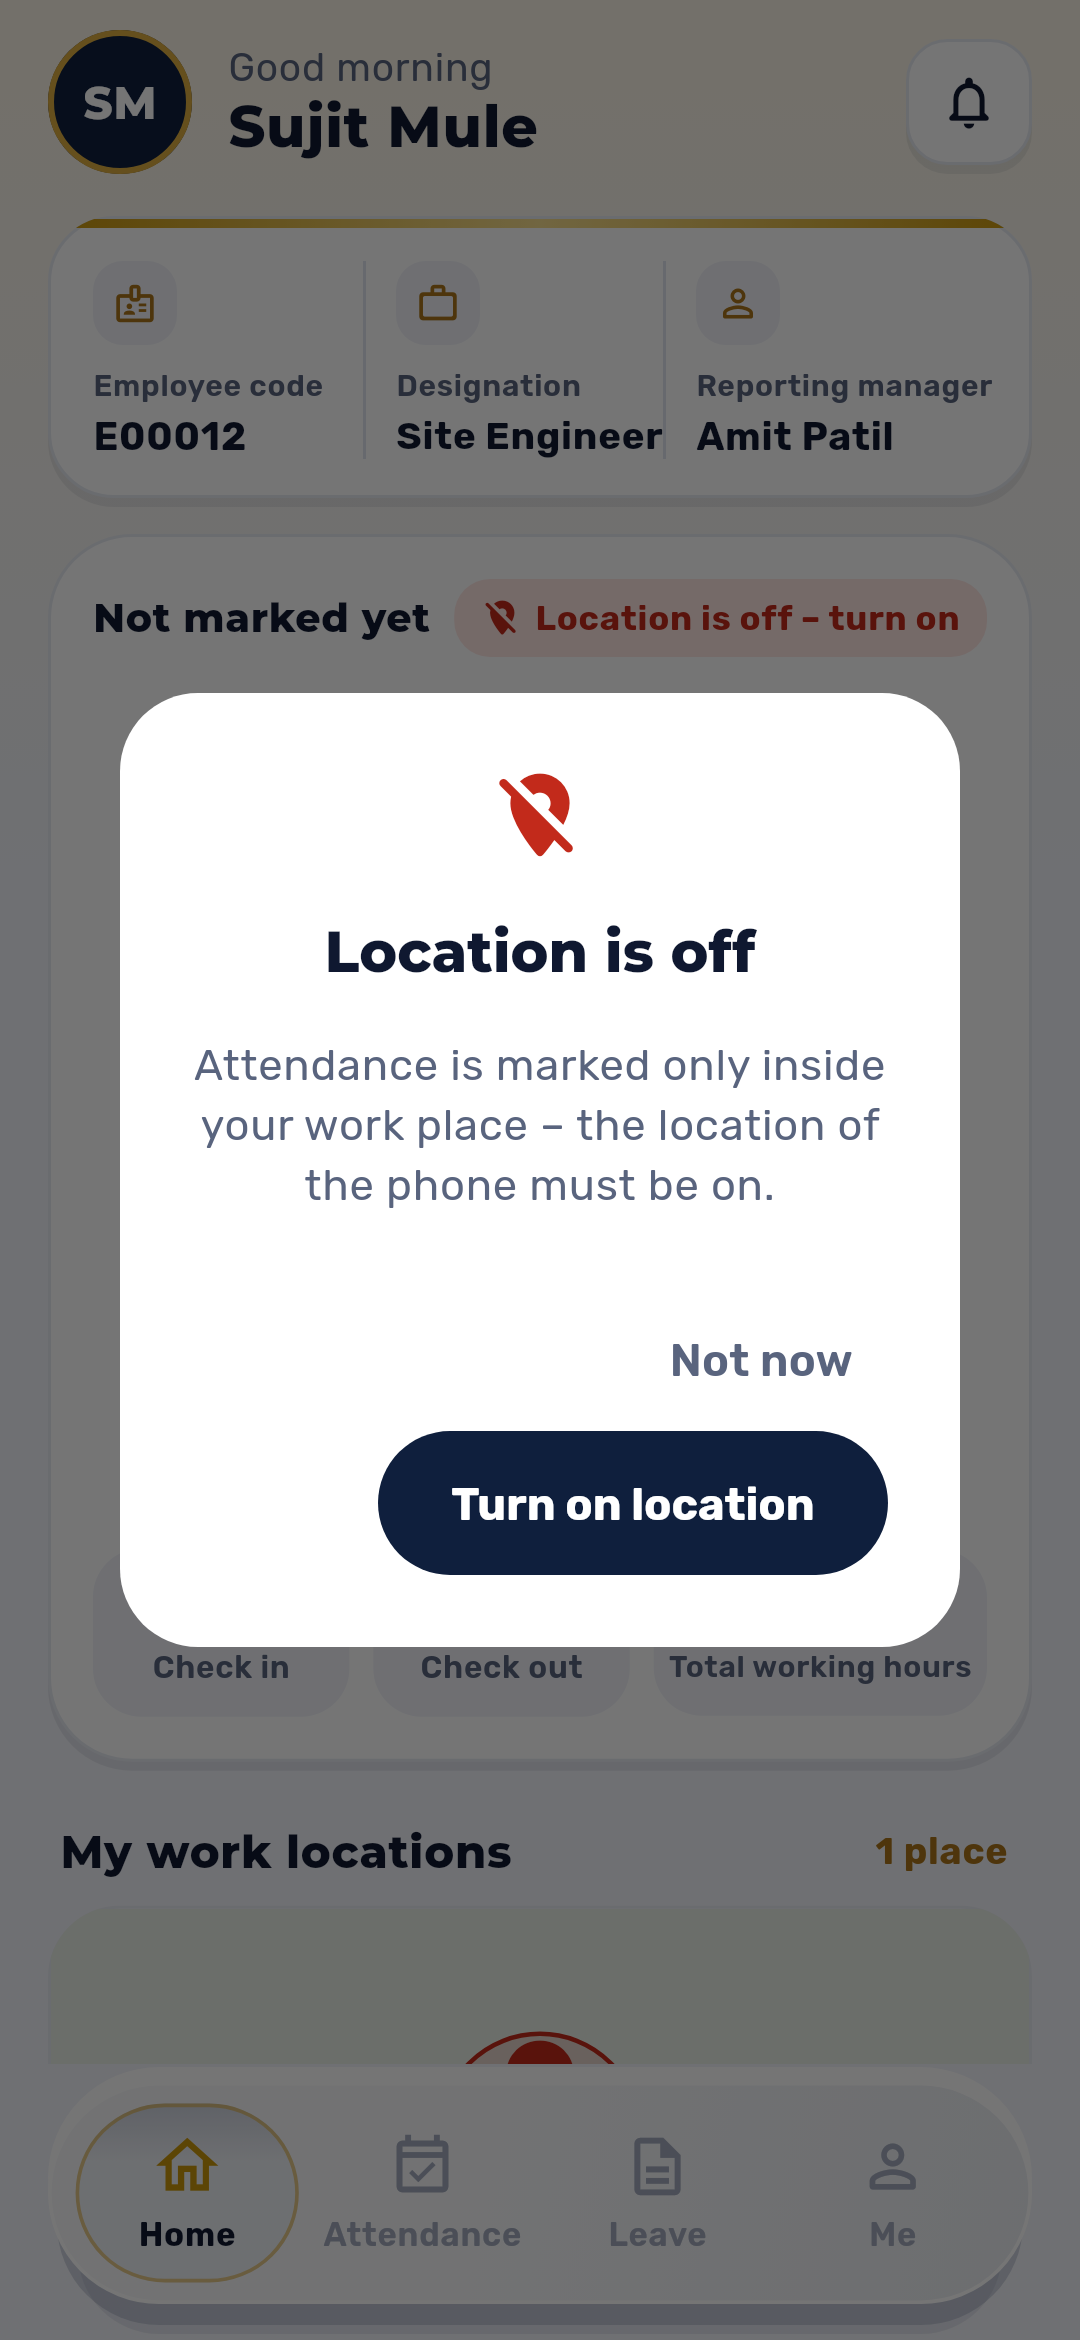 SM
Good morning
Sujit Mule
Employee code
E00012
Designation
Site Engineer
Reporting manager
Amit Patil
Not marked yet
Location is off – turn on
Location is off
Attendance is marked only inside
your work place – the location of
the phone must be on.
Not now
Turn on location
Check in
Check out
Total working hours
My work locations
1 place
Home
Attendance
Leave
Me